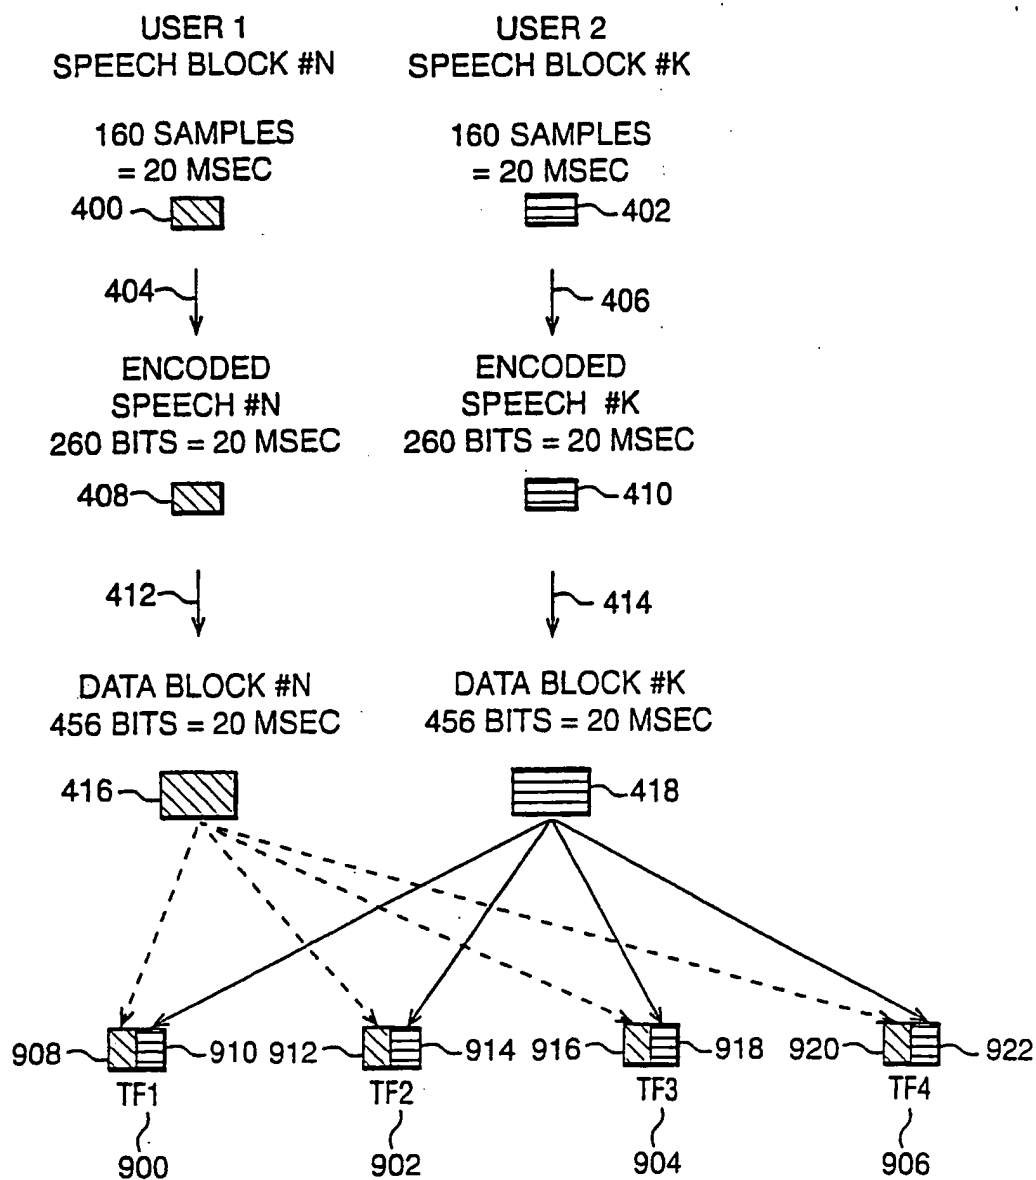 USER 1
SPEECH BLOCK #N
USER 2
SPEECH BLOCK #K
160 SAMPLES
= 20 MSEC
160 SAMPLES
= 20 MSEC
400
402
404
406
ENCODED
SPEECH #N
260 BITS = 20 MSEC
ENCODED
SPEECH #K
260 BITS = 20 MSEC
408
410
412
414
DATA BLOCK #N
456 BITS = 20 MSEC
DATA BLOCK #K
456 BITS = 20 MSEC
416
418
908
910
912
914
916
918
920
922
TF1
TF2
TF3
TF4
900
902
904
906